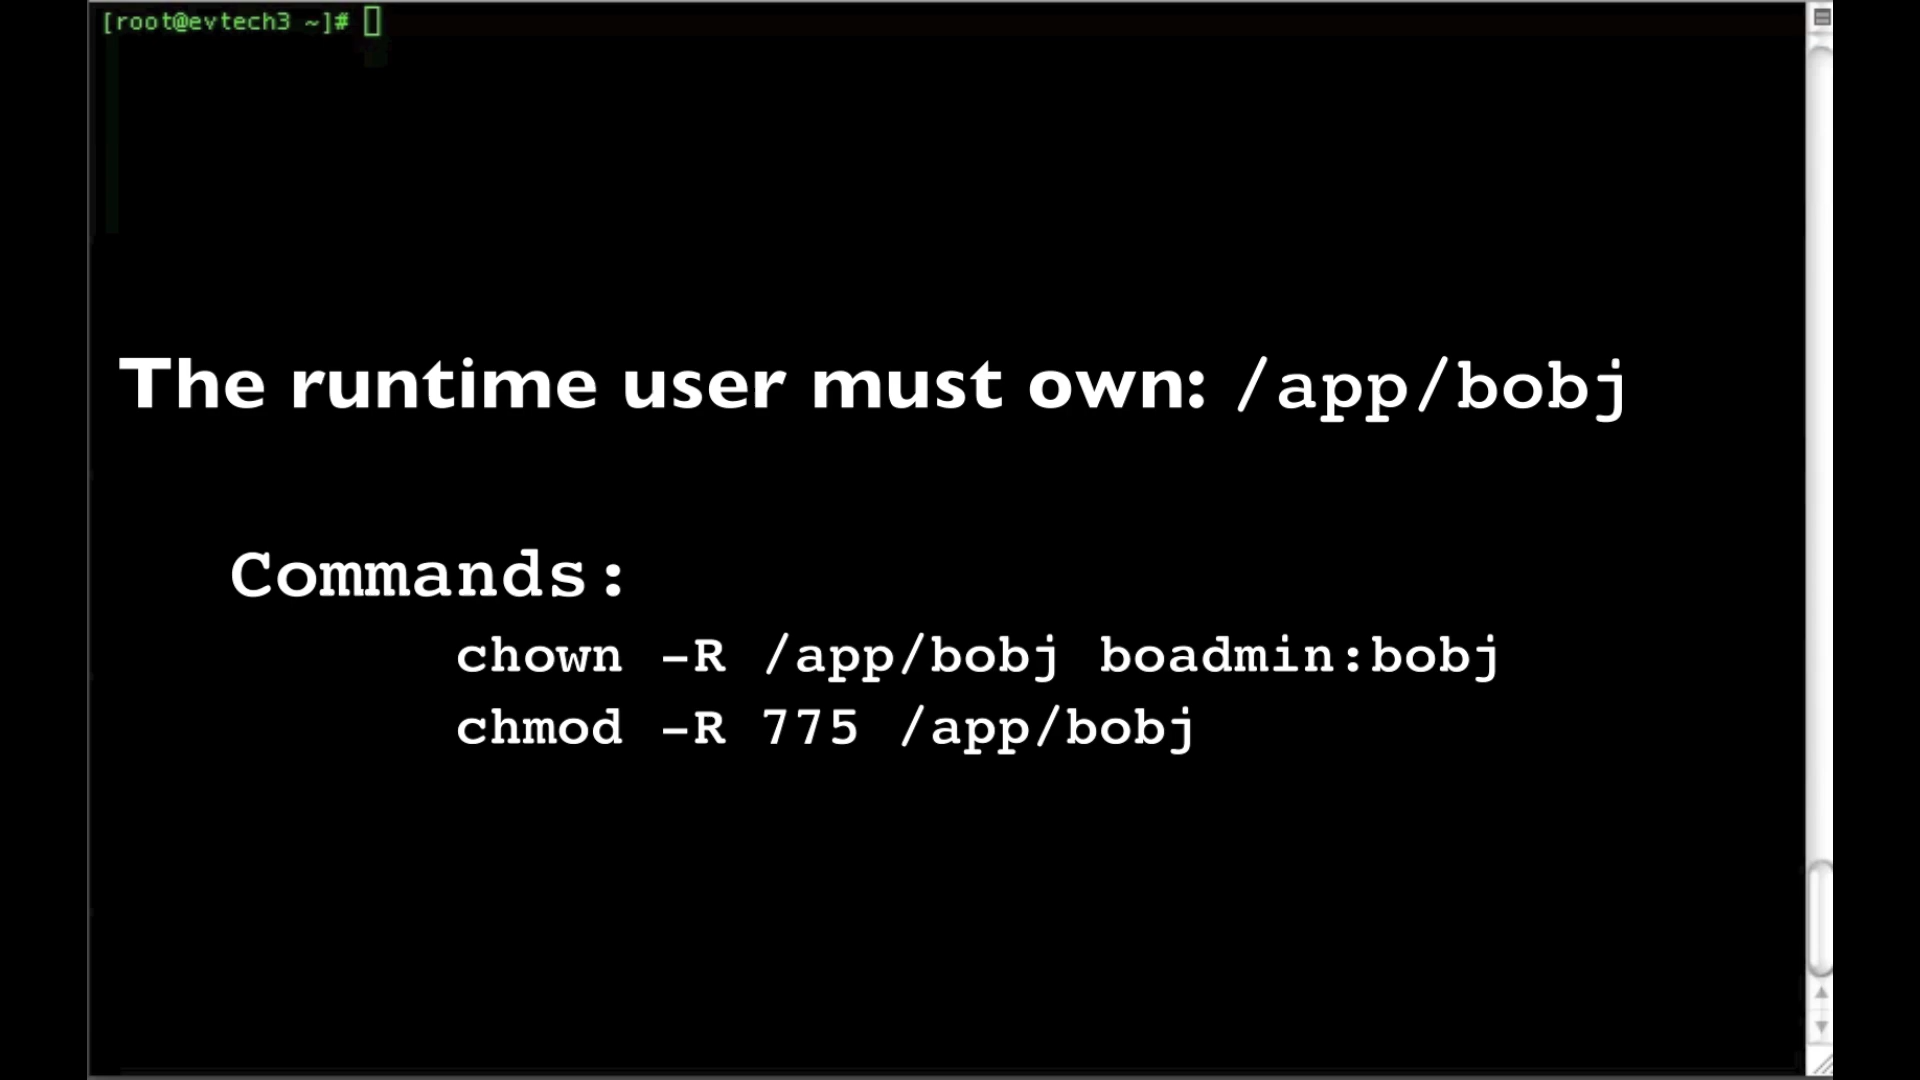 [root@evtech3 ~]#
The runtime user must own: /app/bobj
Commands:
chown -R /app/bobj boadmin:bobj
chmod -R 775 /app/bobj